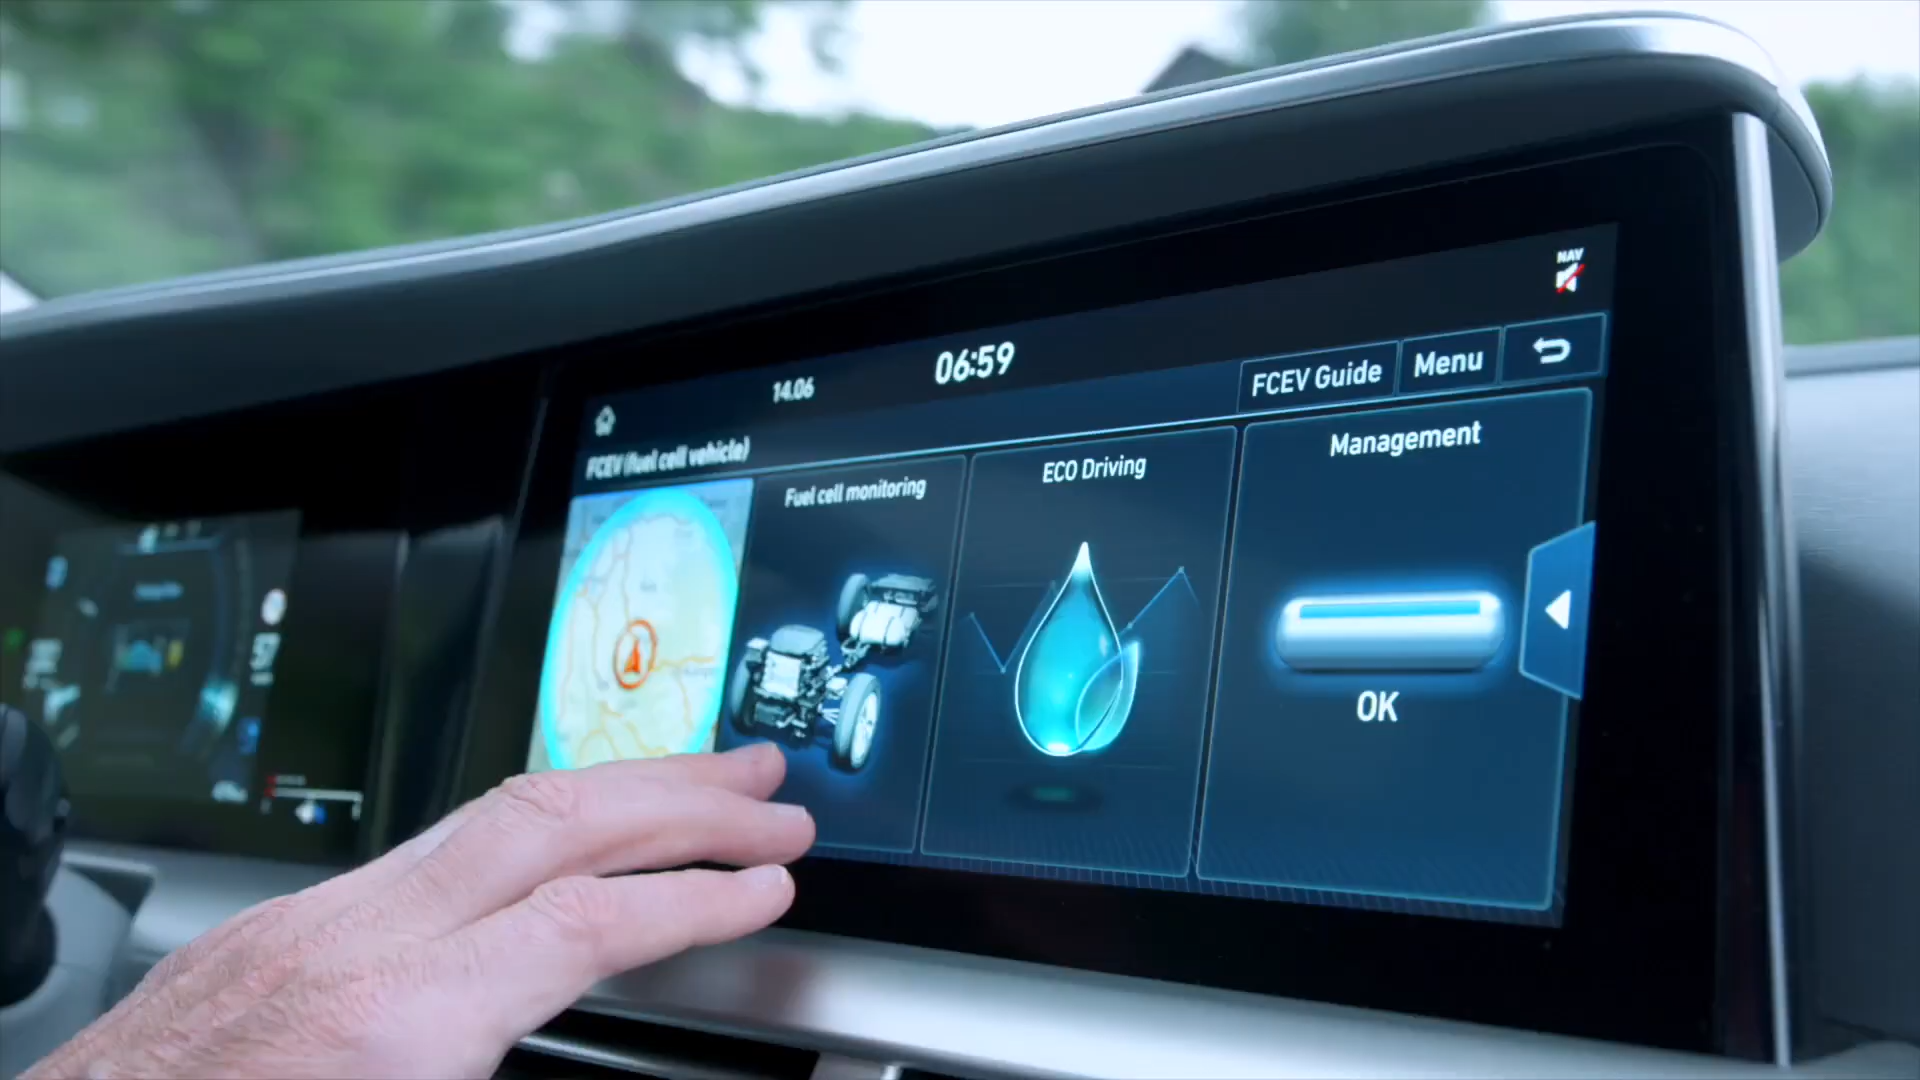 NAV
14.06
06:59
FCEV Guide
Menu
FCEV (fuel cell vehicle)
Fuel cell monitoring
ECO Driving
Management
OK
57